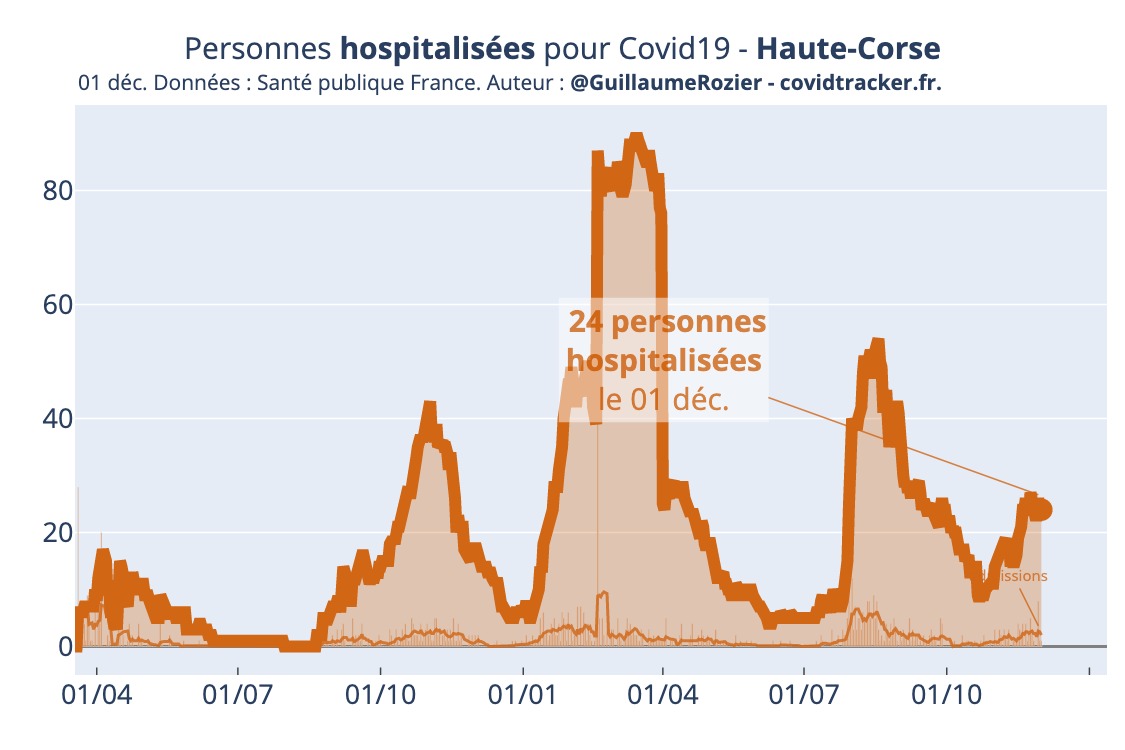 Personnes hospitalisées pour Covid19 - Haute-Corse
01 déc. Données : Santé publique France. Auteur : @GuillaumeRozier - covidtracker.fr.
80
60
40
20
0
24 personnes
hospitalisées
le 01 déc.
01/04 01/07 01/10 01/01 01/04 01/07 01/10